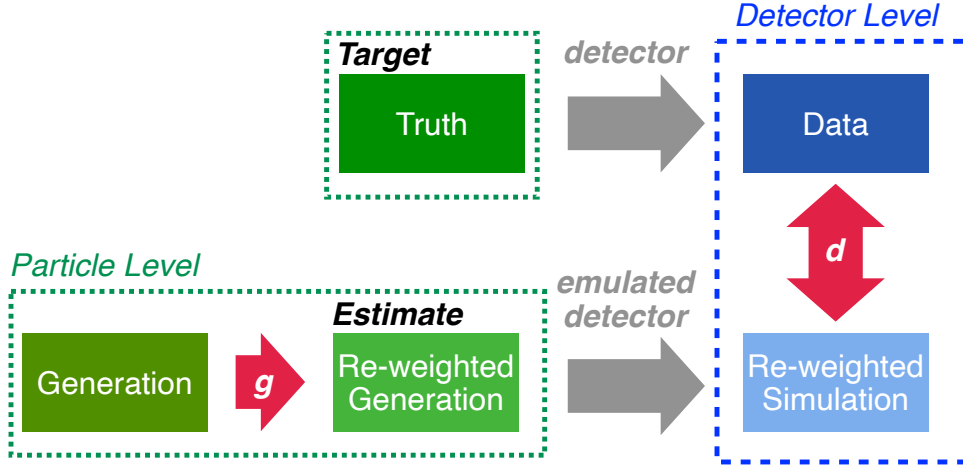 Detector Level
Target
detector
Truth
Data
d
Particle Level
emulated
detector
Estimate
Generation
g
Re-weighted
Generation
Re-weighted
Simulation